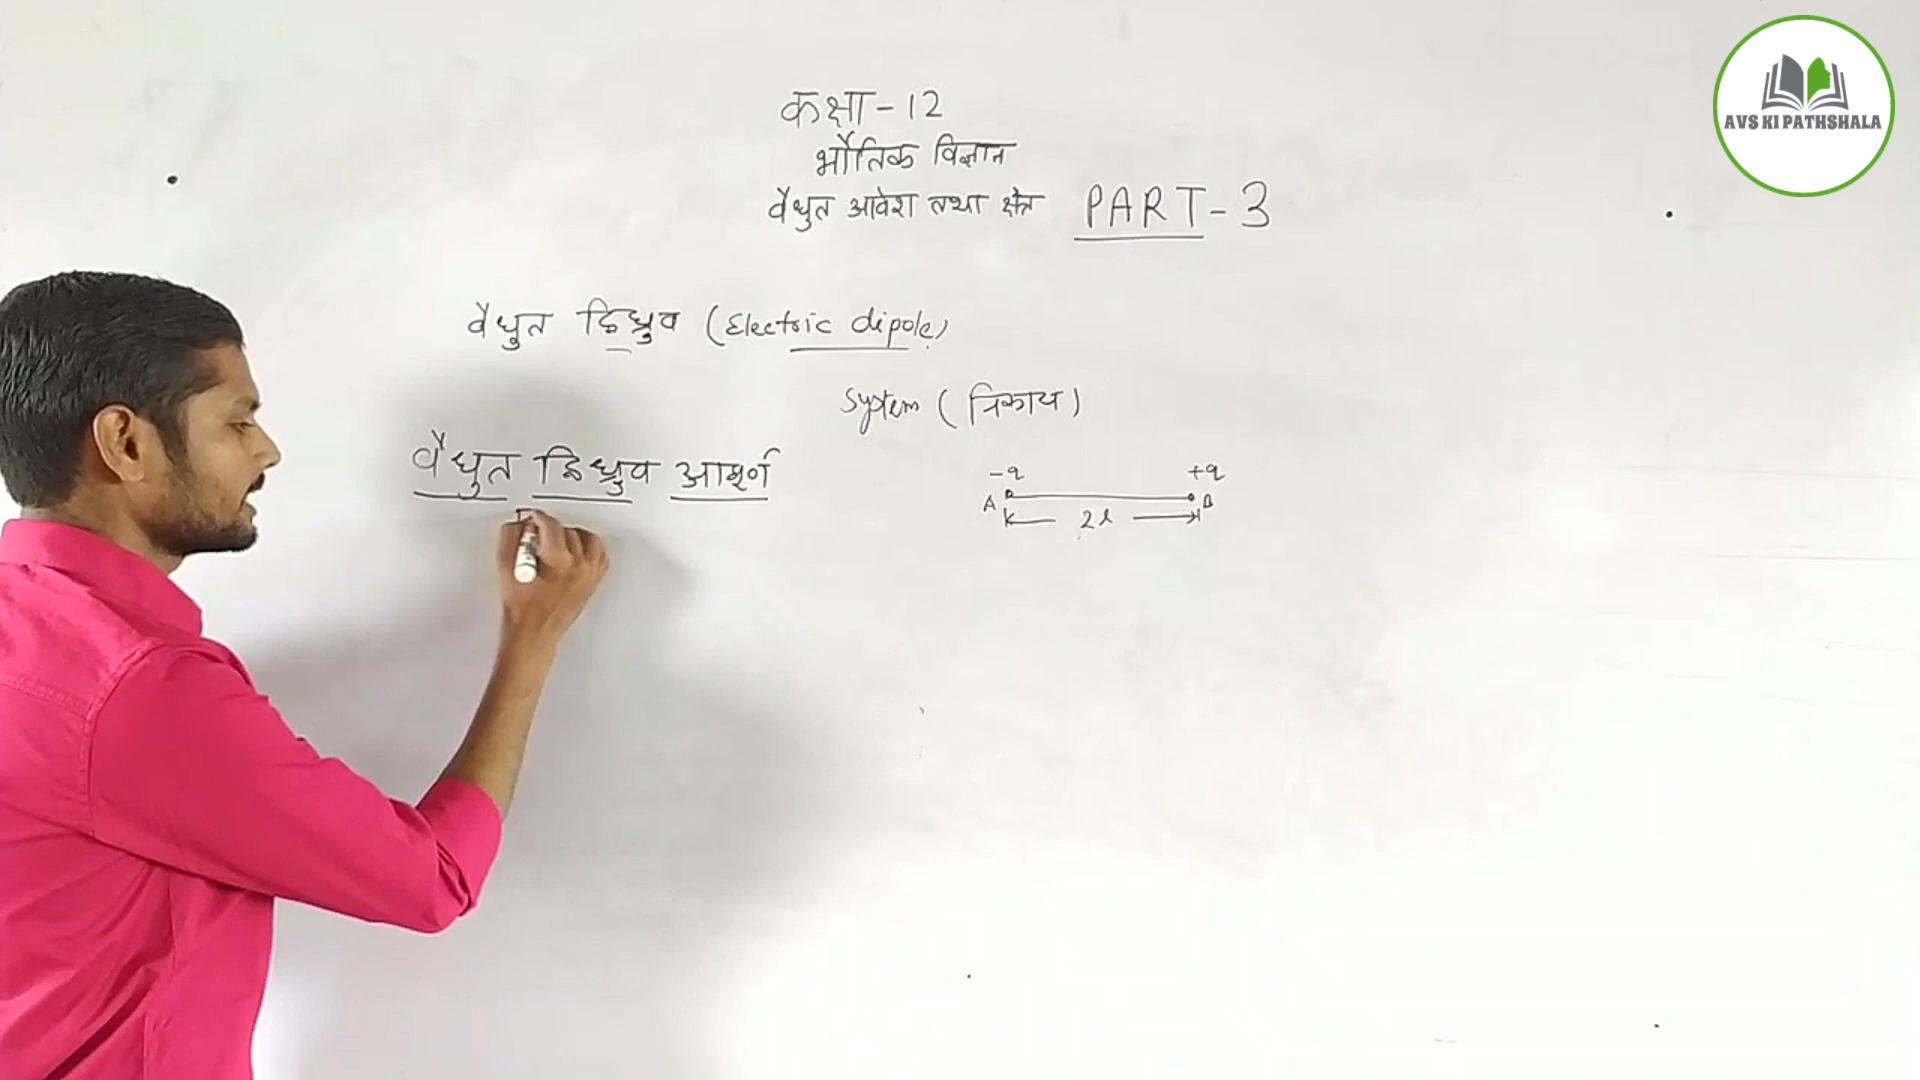 AVS KI PATHSHALA
कक्षा - 12
भौतिक विज्ञान
वैधुत आवेश तथा क्षेत्र PART - 3
वैधुत द्विध्रुव (Electric dipole)
System ( निकाय )
वैधुत द्विध्रुव आघूर्ण
-q +q
A B
2l